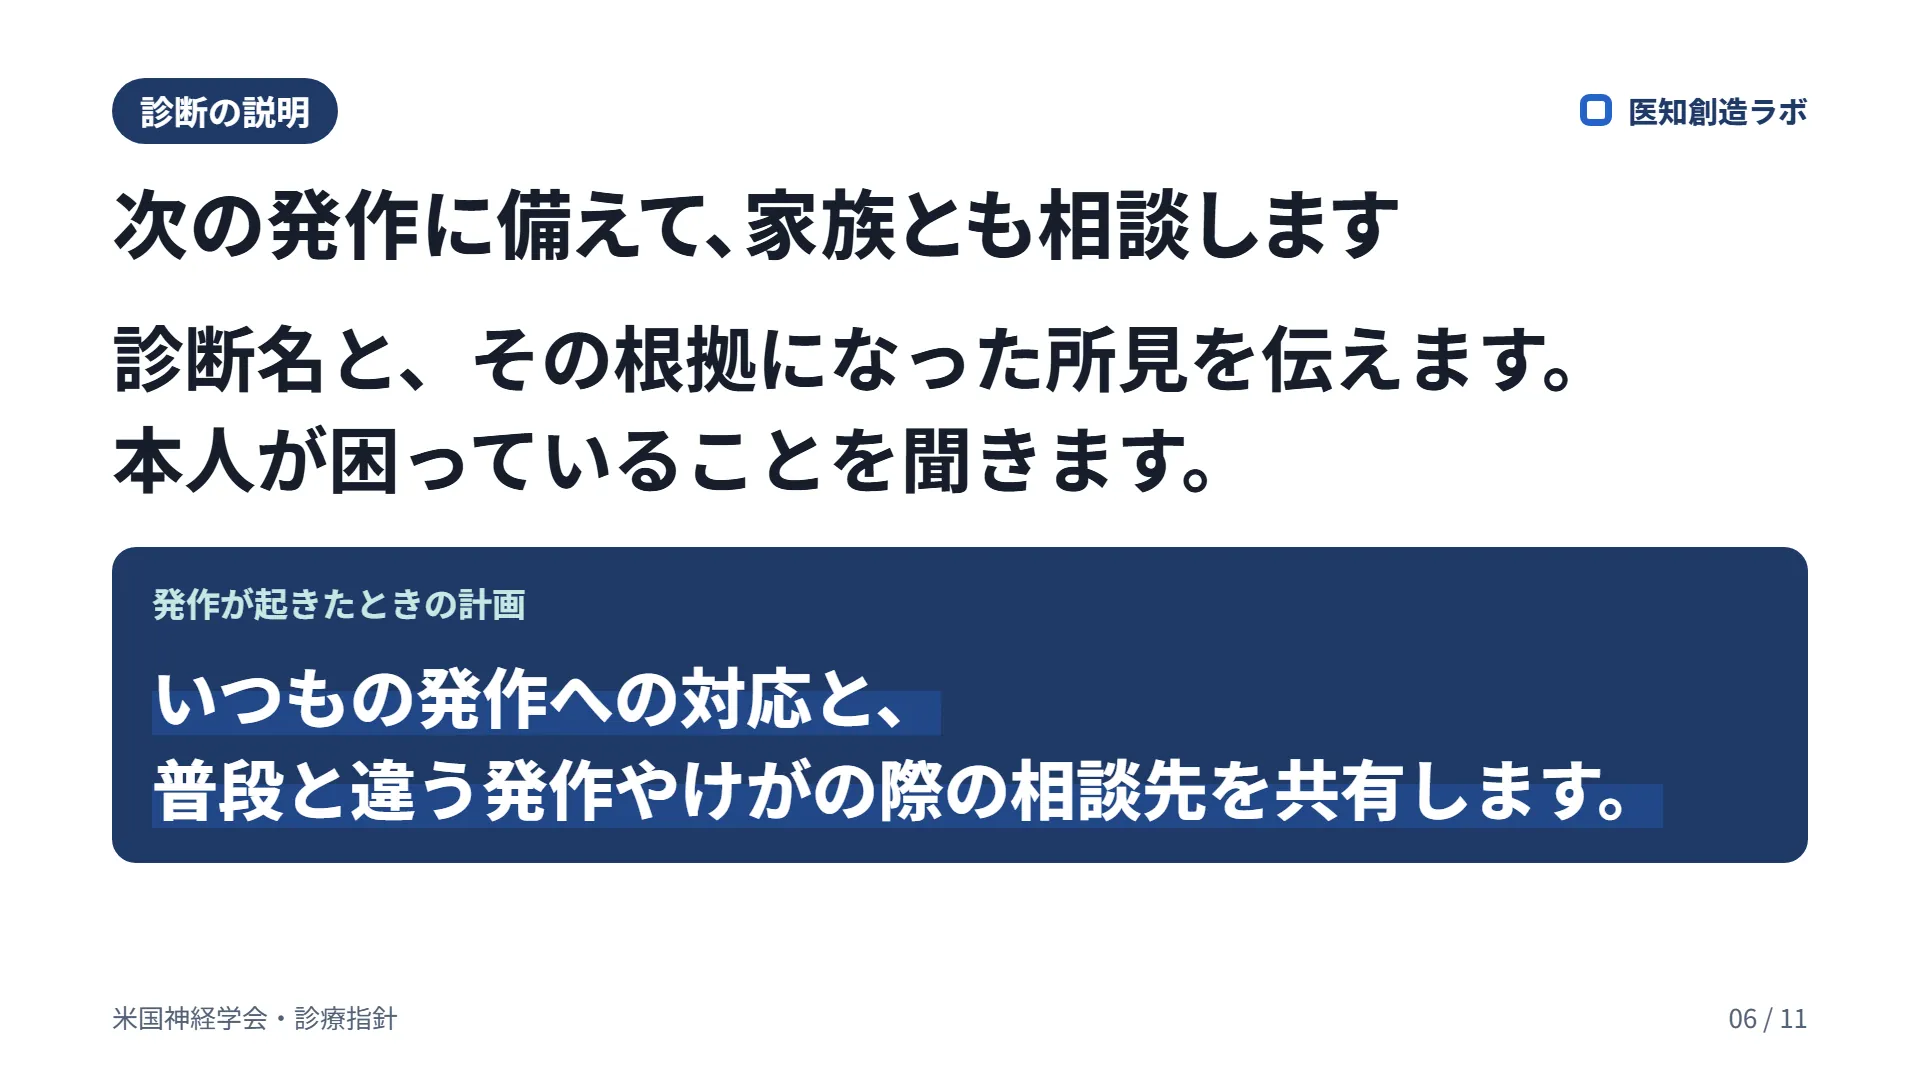 診断の説明
医知創造ラボ
次の発作に備えて、家族とも相談します
診断名と、その根拠になった所見を伝えます。
本人が困っていることを聞きます。
発作が起きたときの計画
いつもの発作への対応と、
普段と違う発作やけがの際の相談先を共有します。
米国神経学会・診療指針
06 / 11